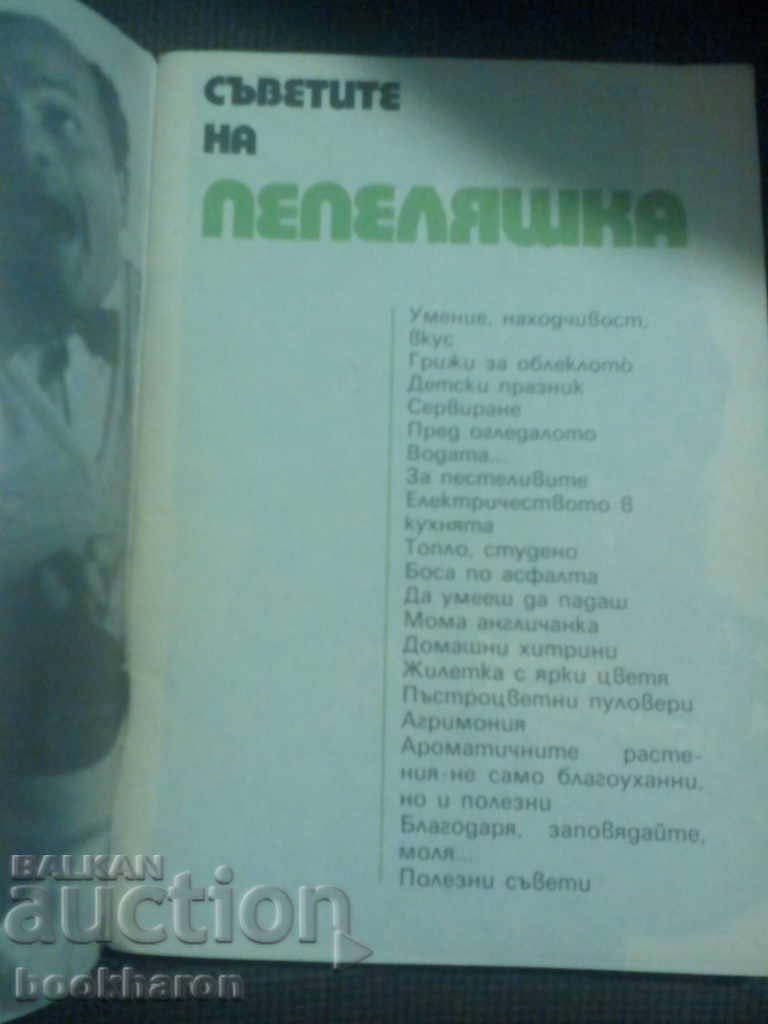 СЪВЕТИТЕ
НА
ПЕПЕЛЯШКА
Умение, находчивост,
вкус
Грижи за облеклото
Детски празник
Сервиране
Пред огледалото
Водата...
За пестеливите
Електричеството в
кухнята
Топло, студено
Боса по асфалта
Да умееш да падаш
Мома англичанка
Домашни хитрини
Жилетка с ярки цветя
Пъстроцветни пуловери
Агримония
Ароматичните расте-
ния-не само благоуханни,
но и полезни
Благодаря, заповядайте,
моля...
Полезни съвети
BALKAN
auction
bookharon